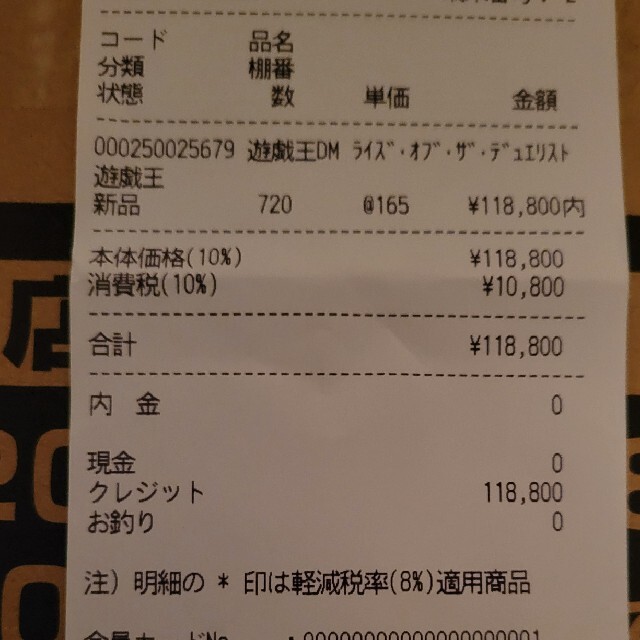 コード 品名
分類 棚番
状態 数 単価 金額
000250025679 遊戯王DM ﾗｲｽﾞ･ｵﾌﾞ･ｻﾞ･ﾃﾞｭｴﾘｽﾄ
遊戯王
新品 720 @165 ¥118,800内
本体価格(10%) ¥118,800
消費税(10%) ¥10,800
合計 ¥118,800
内 金 0
現金 0
クレジット 118,800
お釣り 0
注) 明細の * 印は軽減税率(8%)適用商品
店
20
0